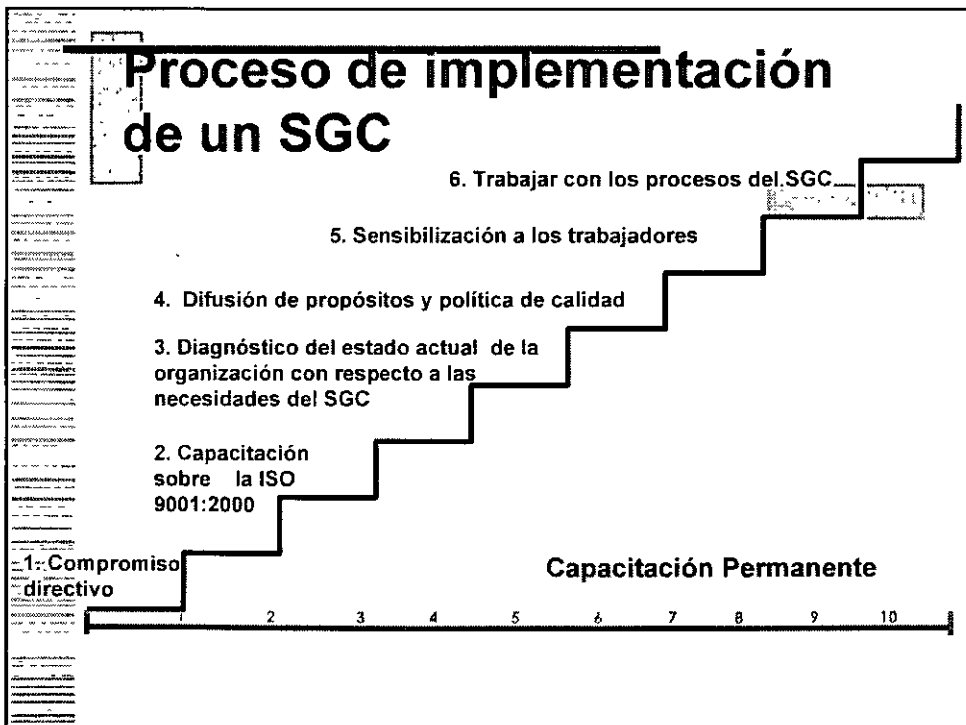 Proceso de implementación
de un SGC
6. Trabajar con los procesos del SGC
5. Sensibilización a los trabajadores
4. Difusión de propósitos y política de calidad
3. Diagnóstico del estado actual de la
organización con respecto a las
necesidades del SGC
2. Capacitación
sobre la ISO
9001:2000
1. Compromiso
directivo
Capacitación Permanente
1 2 3 4 5 6 7 8 9 10